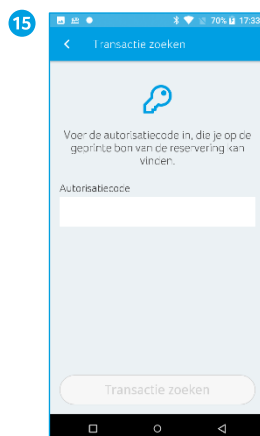 15
70% 17:33
Transactie zoeken
Voer de autorisatiecode in, die je op de
geprinte bon van de reservering kan
vinden.
Autorisatiecode
Transactie zoeken